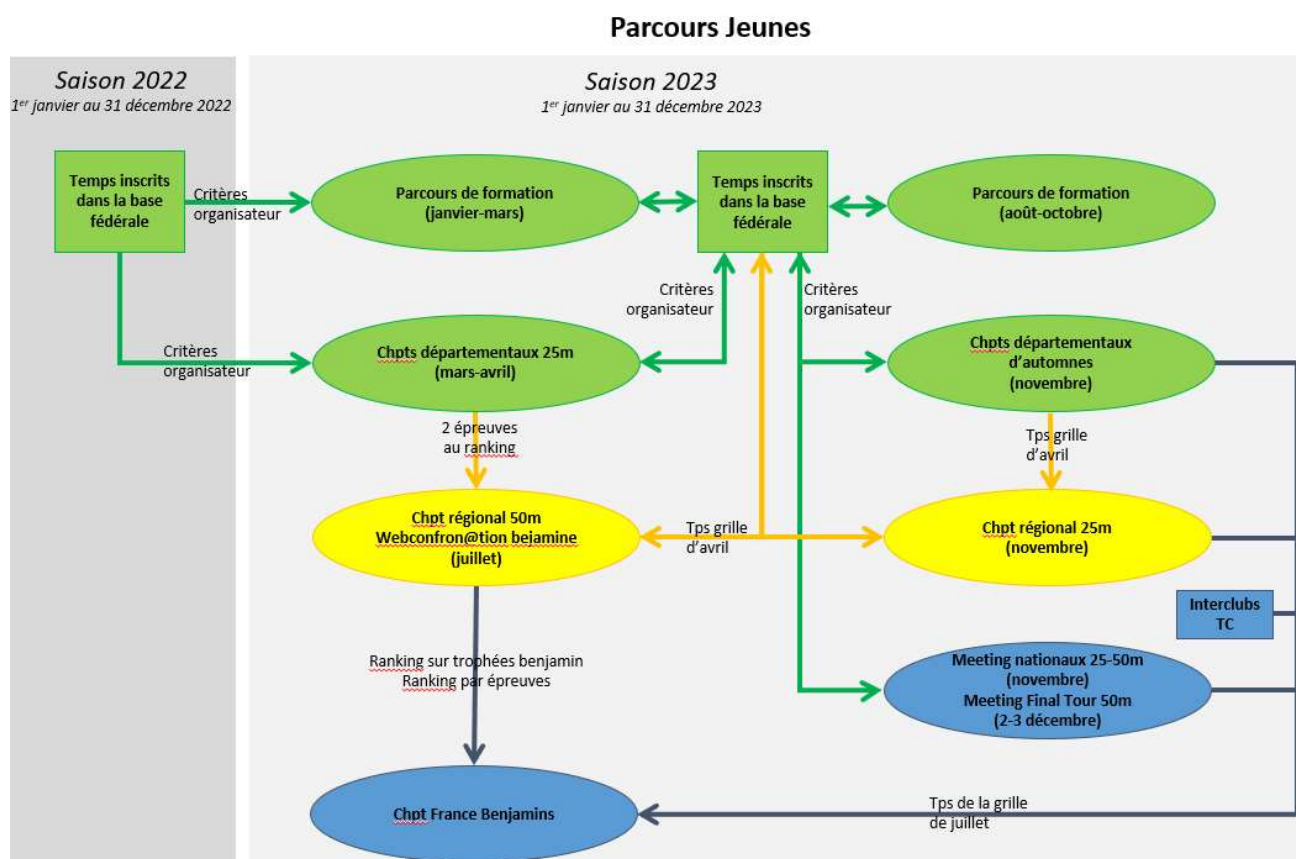 Parcours Jeunes
Saison 2022
1er janvier au 31 décembre 2022
Saison 2023
1er janvier au 31 décembre 2023
Temps inscrits
dans la base
fédérale
Critères
organisateur
Parcours de formation
(janvier-mars)
Temps inscrits
dans la base
fédérale
Parcours de formation
(août-octobre)
Critères
organisateur
Critères
organisateur
Critères
organisateur
Chpts départementaux 25m
(mars-avril)
Chpts départementaux
d'automnes
(novembre)
2 épreuves
au ranking
Tps grille
d'avril
Chpt régional 50m
Webconfron@tion bejamine
(juillet)
Tps grille
d'avril
Chpt régional 25m
(novembre)
Interclubs
TC
Ranking sur trophées benjamin
Ranking par épreuves
Meeting nationaux 25-50m
(novembre)
Meeting Final Tour 50m
(2-3 décembre)
Chpt France Benjamins
Tps de la grille
de juillet